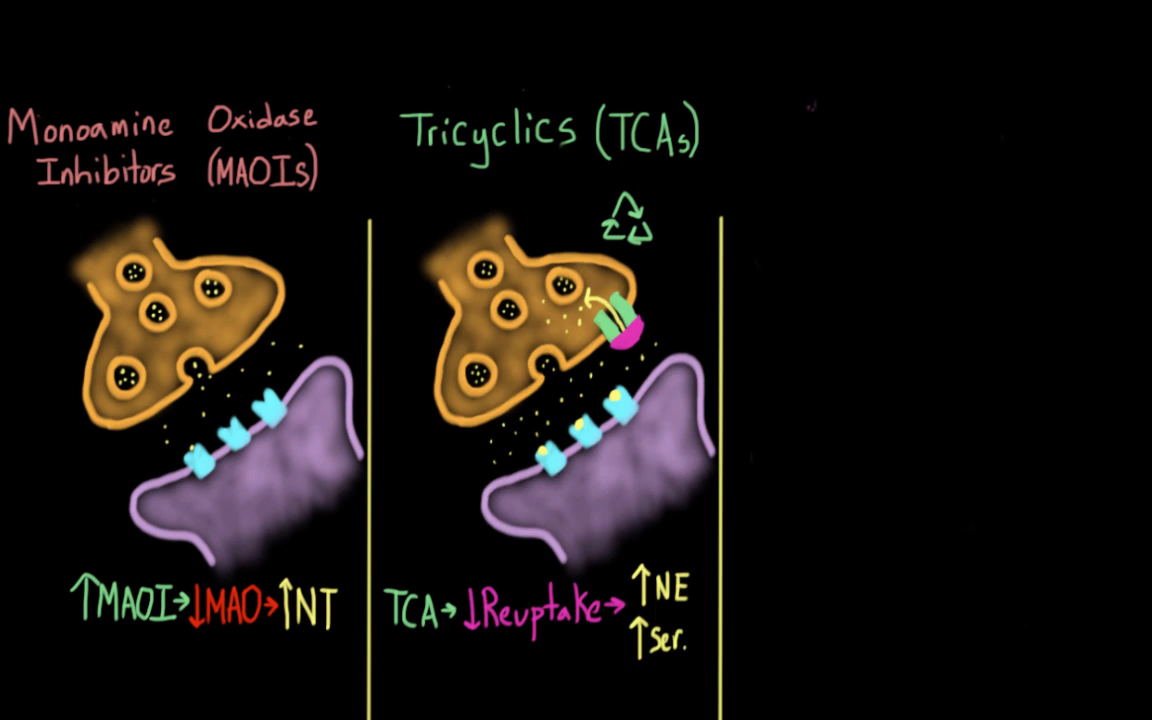 Monoamine Oxidase
Inhibitors (MAOIs)
Tricyclics (TCAs)
↑MAOI→↓MAO→↑NT
TCA→↓Reuptake→↑NE
↑Ser.